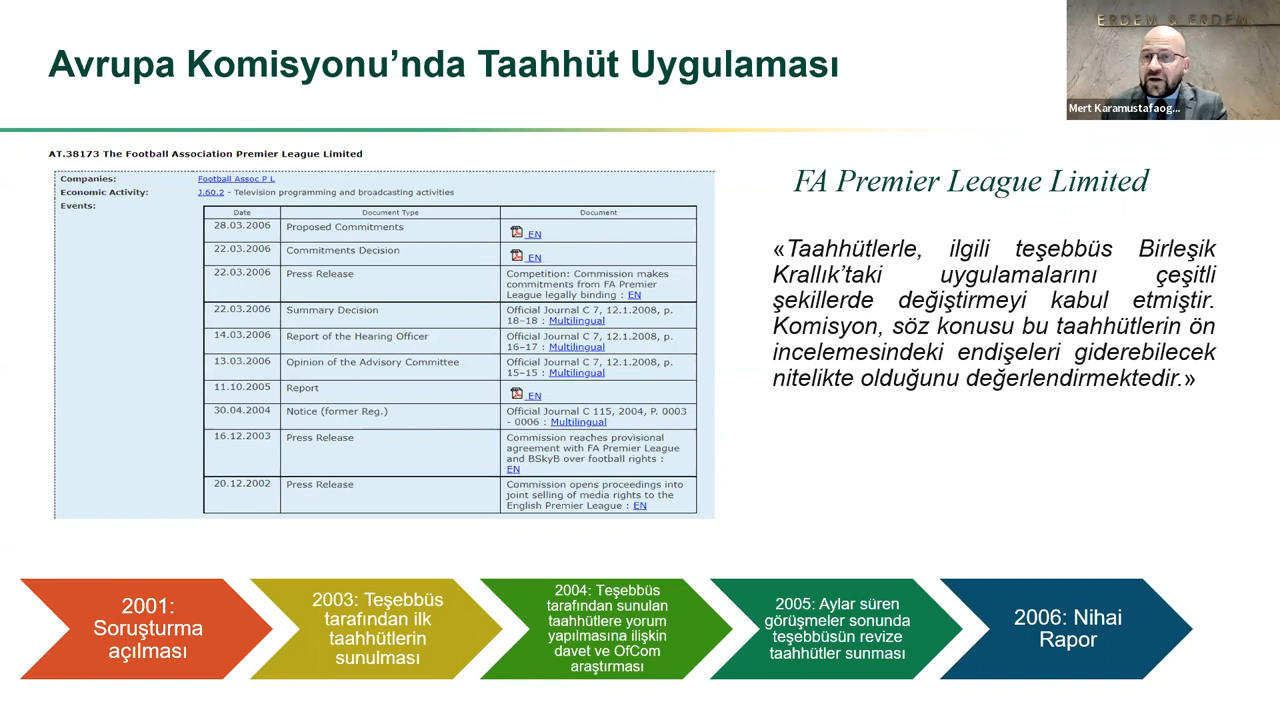 Avrupa Komisyonu’nda Taahhüt Uygulaması
ERDEM & ERDEM
Mert Karamustafaog...
AT.38173 The Football Association Premier League Limited
Companies: Football Assoc P L
Economic Activity: J.60.2 - Television programming and broadcasting activities
Events:
Date Document Type Document
28.03.2006 Proposed Commitments EN
22.03.2006 Commitments Decision EN
22.03.2006 Press Release Competition: Commission makes
commitments from FA Premier
League legally binding : EN
22.03.2006 Summary Decision Official Journal C 7, 12.1.2008, p.
18–18 : Multilingual
14.03.2006 Report of the Hearing Officer Official Journal C 7, 12.1.2008, p.
16–17 : Multilingual
13.03.2006 Opinion of the Advisory Committee Official Journal C 7, 12.1.2008, p.
15–15 : Multilingual
11.10.2005 Report EN
30.04.2004 Notice (former Reg.) Official Journal C 115, 2004, P. 0003
- 0006 : Multilingual
16.12.2003 Press Release Commission reaches provisional
agreement with FA Premier League
and BSkyB over football rights :
EN
20.12.2002 Press Release Commission opens proceedings into
joint selling of media rights to the
English Premier League : EN
FA Premier League Limited
«Taahhütlerle, ilgili teşebbüs Birleşik
Krallık’taki uygulamalarını çeşitli
şekillerde değiştirmeyi kabul etmiştir.
Komisyon, söz konusu bu taahhütlerin ön
incelemesindeki endişeleri giderebilecek
nitelikte olduğunu değerlendirmektedir.»
2001:
Soruşturma
açılması
2003: Teşebbüs
tarafından ilk
taahhütlerin
sunulması
2004: Teşebbüs
tarafından sunulan
taahhütlere yorum
yapılmasına ilişkin
davet ve OfCom
araştırması
2005: Aylar süren
görüşmeler sonunda
teşebbüsün revize
taahhütler sunması
2006: Nihai
Rapor